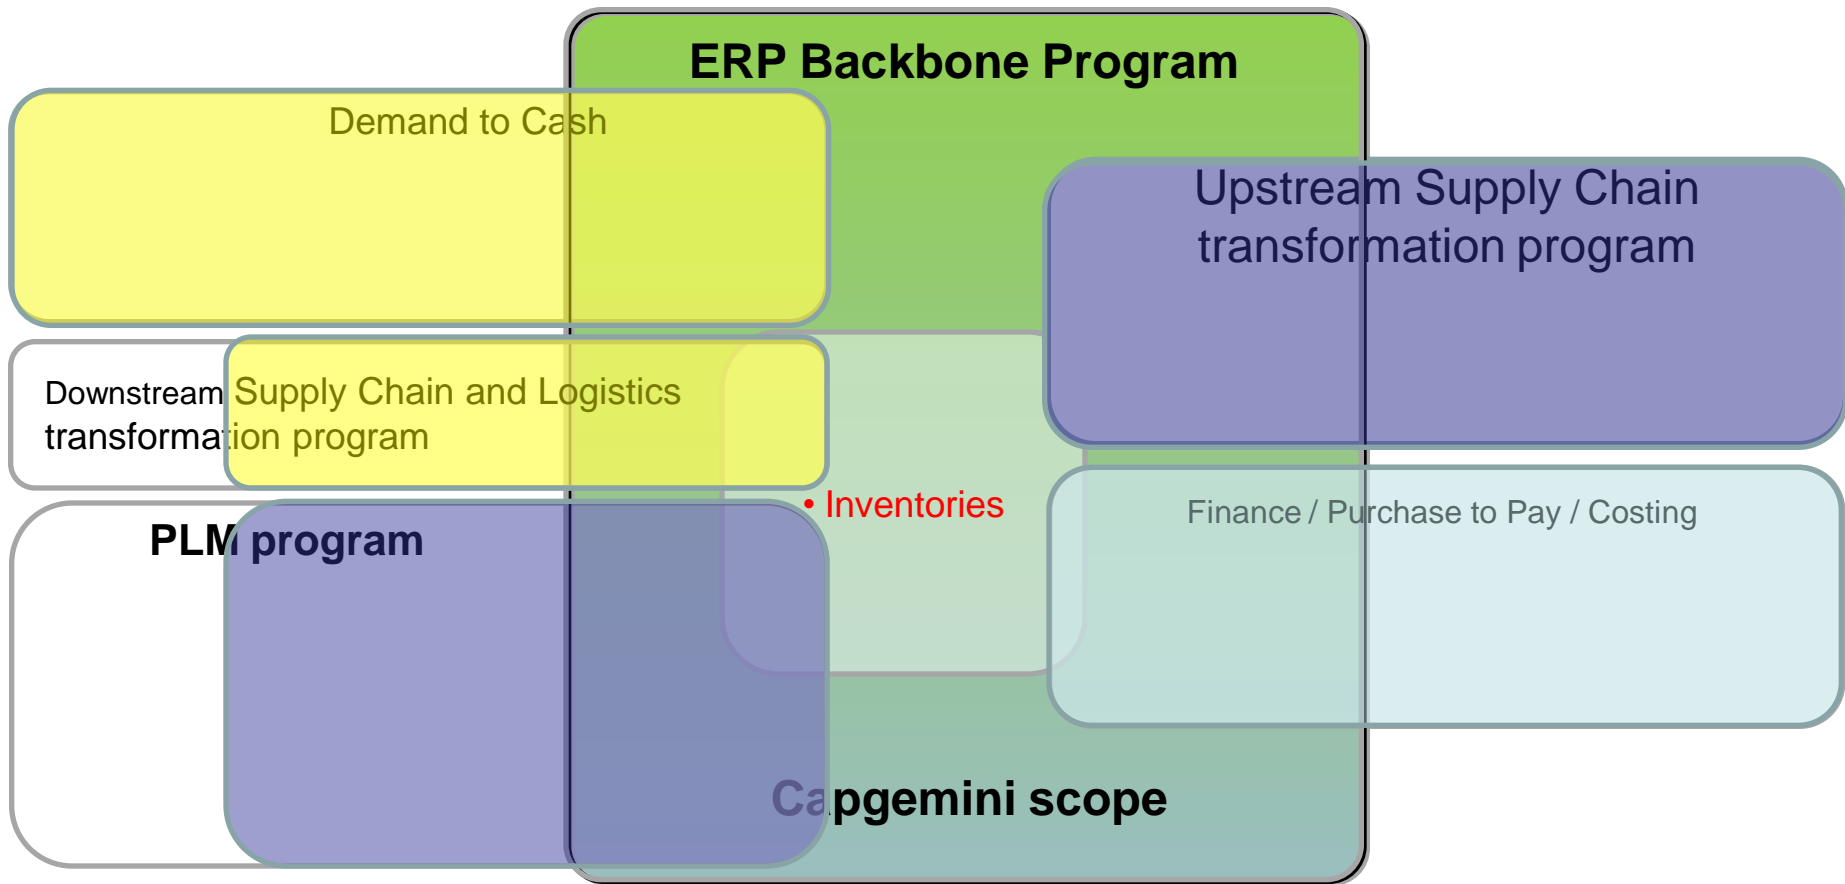 ERP Backbone Program
Demand to Cash
Upstream Supply Chain
transformation program
Downstream Supply Chain and Logistics
transformation program
• Inventories
Finance / Purchase to Pay / Costing
PLM program
Capgemini scope